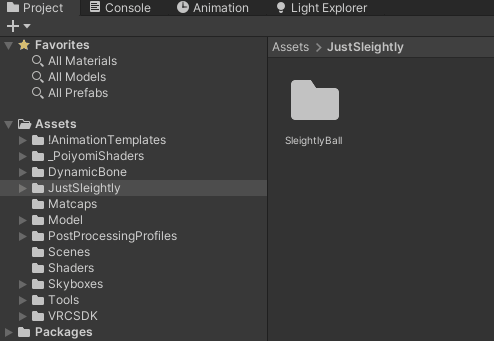 Project
Console
Animation
Light Explorer
Favorites
All Materials
All Models
All Prefabs
Assets
!AnimationTemplates
_PoiyomiShaders
DynamicBone
JustSleightly
Matcaps
Model
PostProcessingProfiles
Scenes
Shaders
Skyboxes
Tools
VRCSDK
Packages
Assets > JustSleightly
SleightlyBall